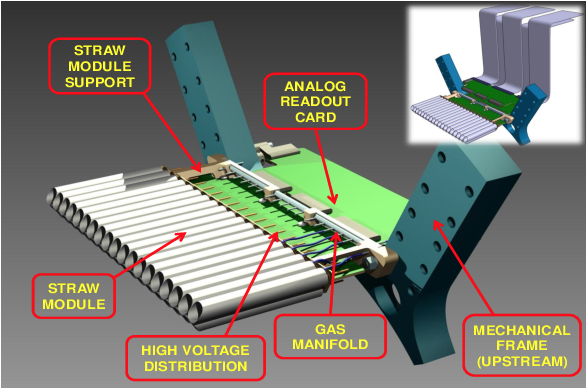 STRAW
MODULE
SUPPORT
ANALOG
READOUT
CARD
STRAW
MODULE
HIGH VOLTAGE
DISTRIBUTION
GAS
MANIFOLD
MECHANICAL
FRAME
(UPSTREAM)